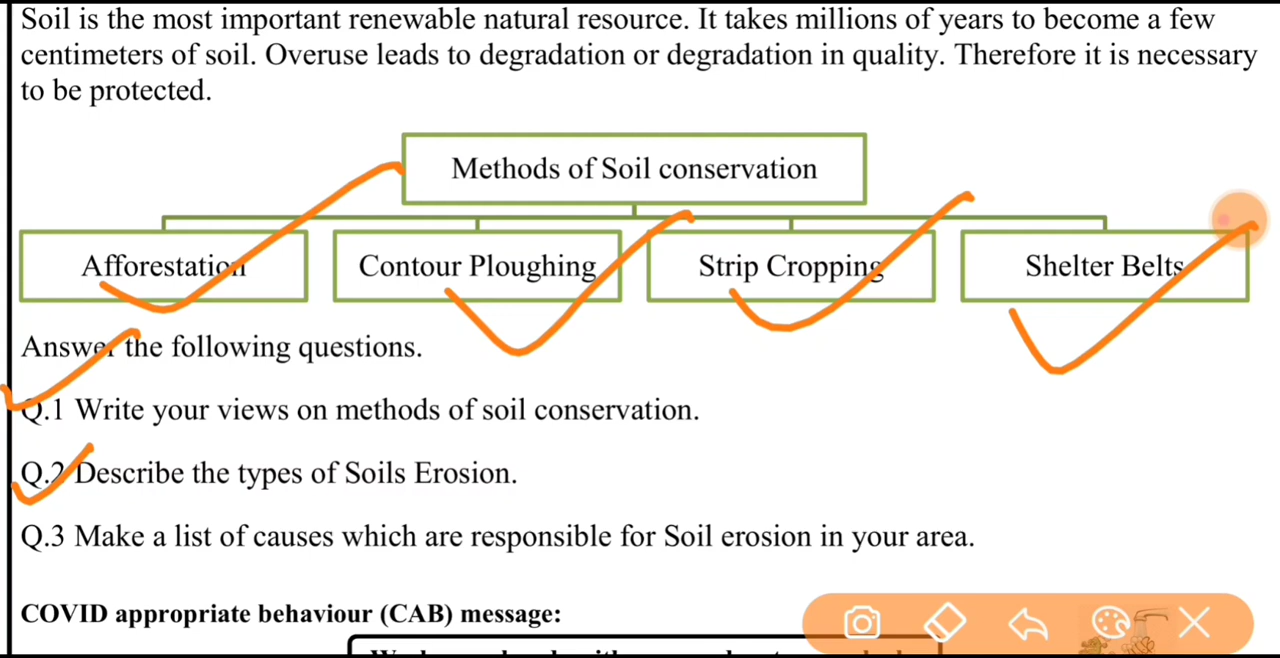 Soil is the most important renewable natural resource. It takes millions of years to become a few
centimeters of soil. Overuse leads to degradation or degradation in quality. Therefore it is necessary
to be protected.
Methods of Soil conservation
Afforestation
Contour Ploughing
Strip Cropping
Shelter Belts
Answer the following questions.
Q.1 Write your views on methods of soil conservation.
Q.2 Describe the types of Soils Erosion.
Q.3 Make a list of causes which are responsible for Soil erosion in your area.
COVID appropriate behaviour (CAB) message: